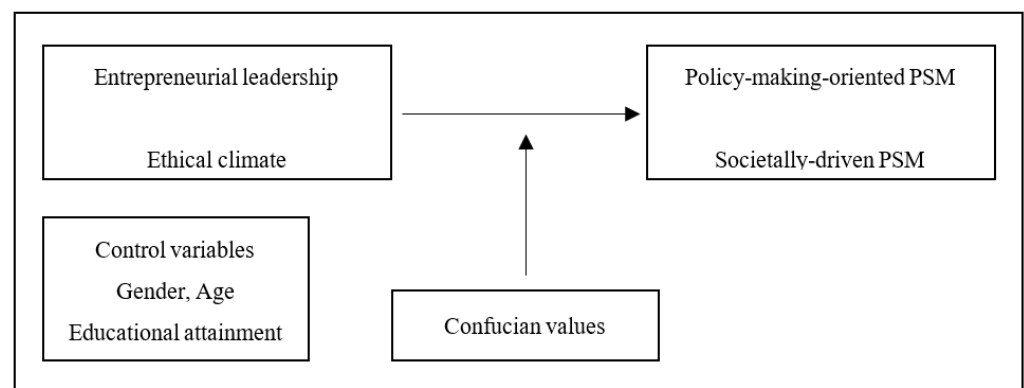 Entrepreneurial leadership
Ethical climate
Policy-making-oriented PSM
Societally-driven PSM
Control variables
Gender, Age
Educational attainment
Confucian values